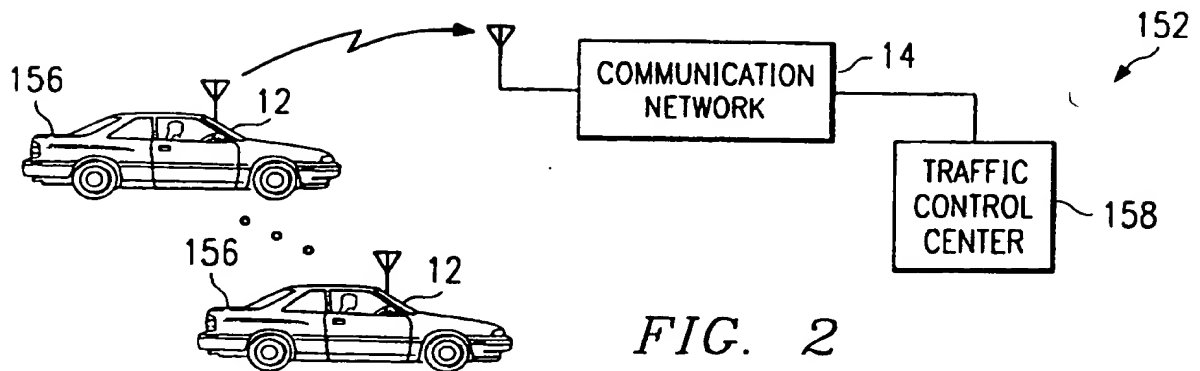 152
156
12
COMMUNICATION
NETWORK
14
TRAFFIC
CONTROL
CENTER
158
156
12
FIG. 2